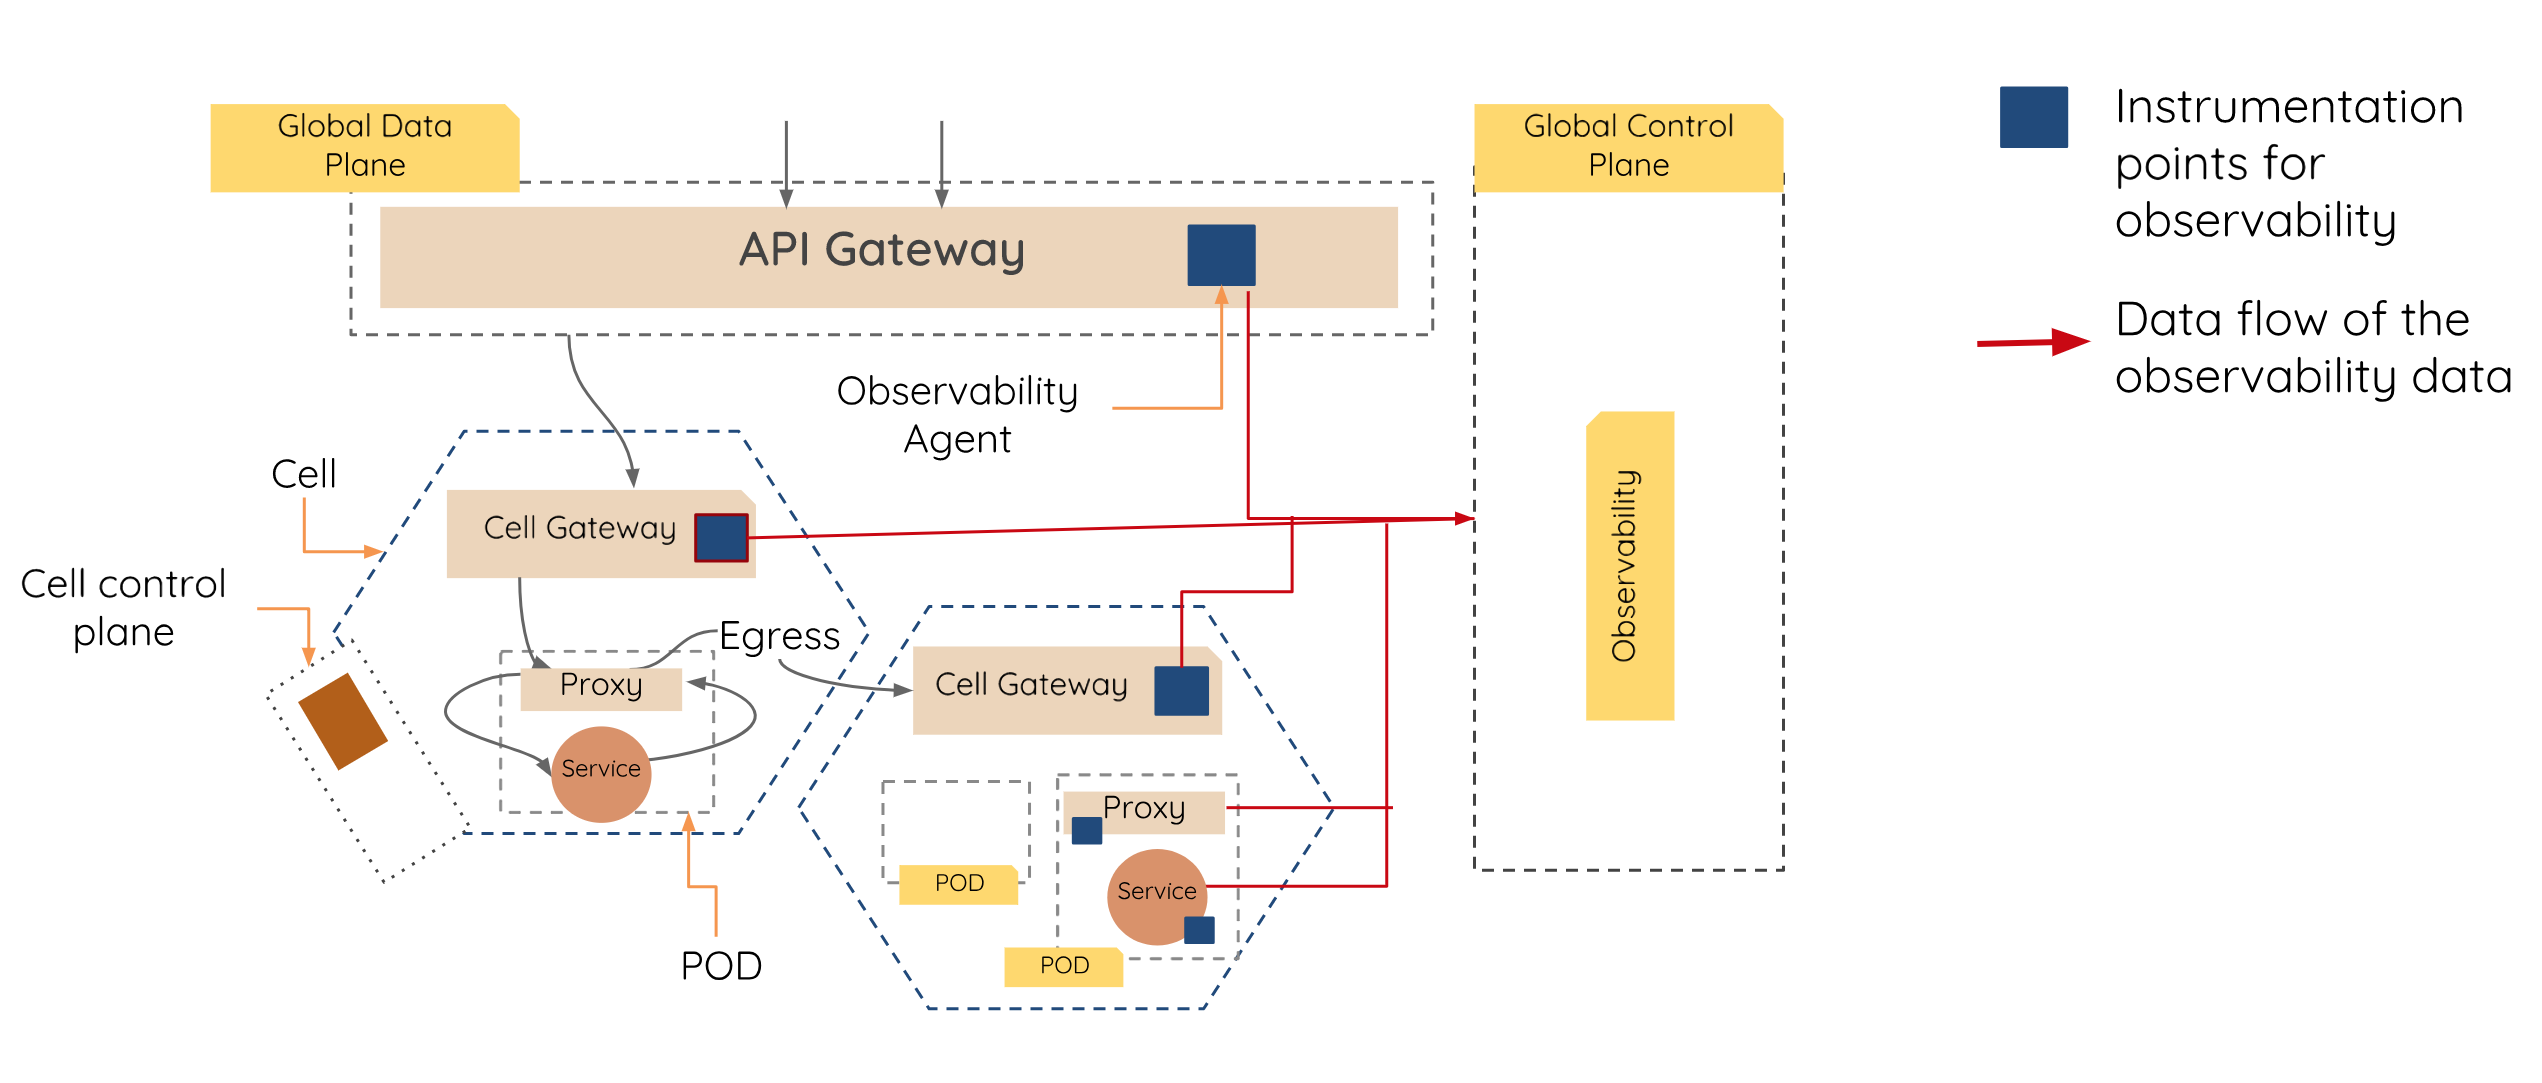 Global Data
Plane
Global Control
Plane
Instrumentation
points for
observability
API Gateway
Data flow of the
observability data
Observability
Agent
Cell
Cell Gateway
Observability
Cell control
plane
Egress
Proxy
Cell Gateway
Service
Proxy
POD
Service
POD
POD